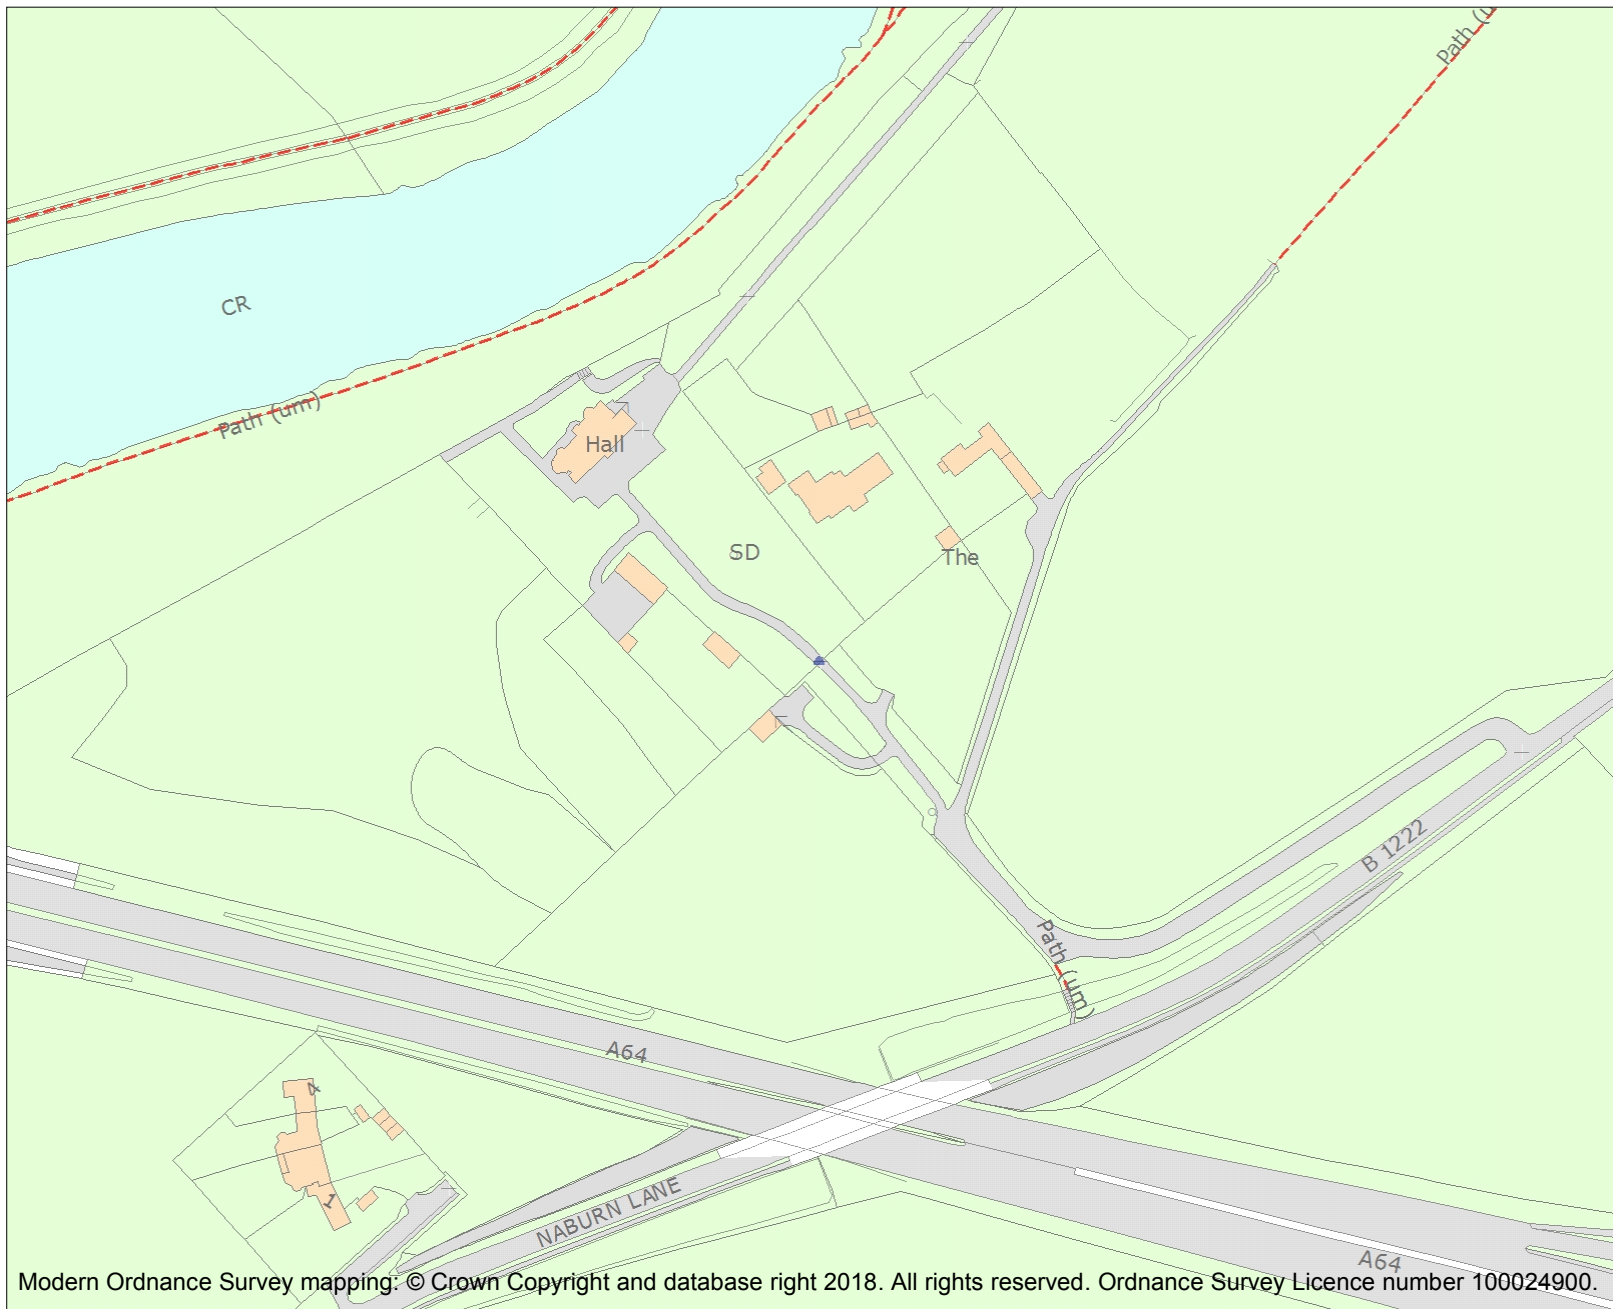 Path (u
CR
Path (um)
Hall
SD
The
B 1222
Path (um)
A64
4
1
NABURN LANE
A64
Modern Ordnance Survey mapping: © Crown Copyright and database right 2018. All rights reserved. Ordnance Survey Licence number 100024900.